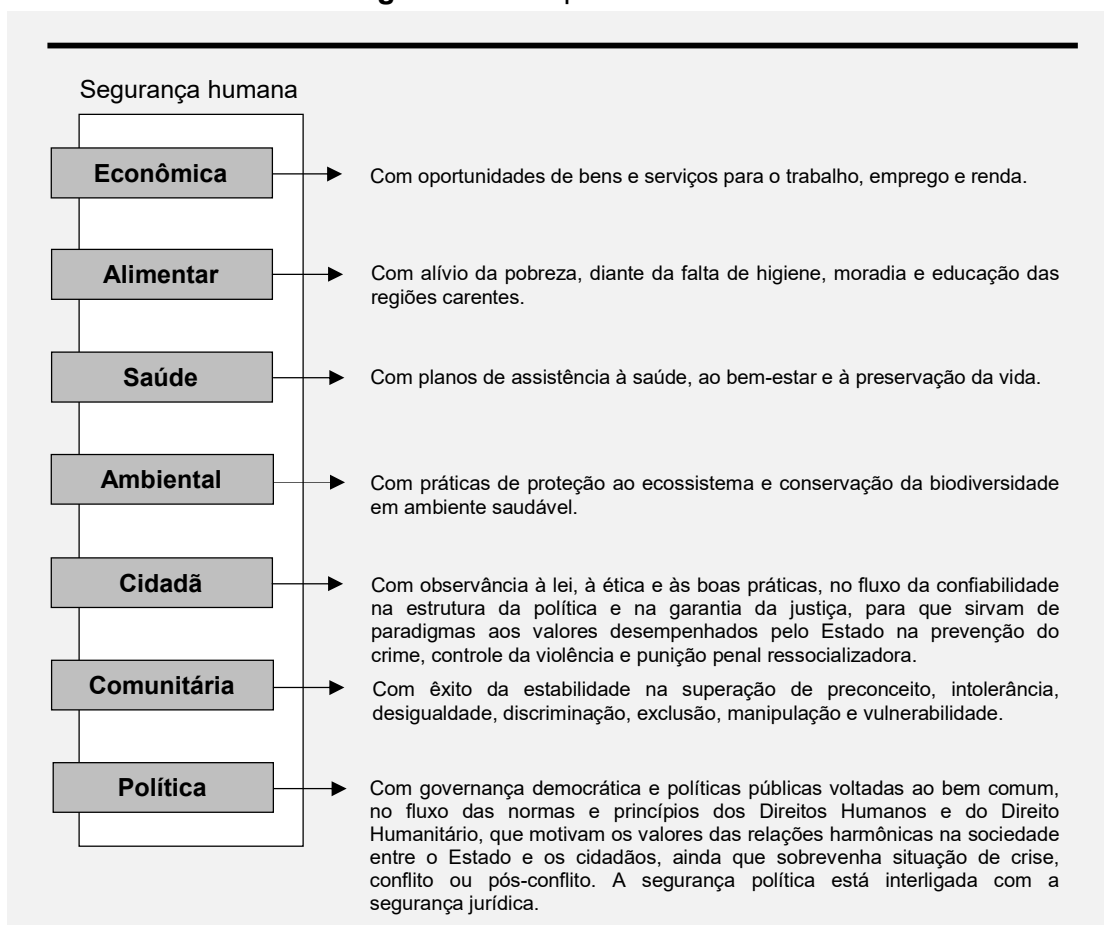 Segurança humana
Econômica
Com oportunidades de bens e serviços para o trabalho, emprego e renda.
Alimentar
Com alívio da pobreza, diante da falta de higiene, moradia e educação das
regiões carentes.
Saúde
Com planos de assistência à saúde, ao bem-estar e à preservação da vida.
Ambiental
Com práticas de proteção ao ecossistema e conservação da biodiversidade
em ambiente saudável.
Cidadã
Com observância à lei, à ética e às boas práticas, no fluxo da confiabilidade
na estrutura da política e na garantia da justiça, para que sirvam de
paradigmas aos valores desempenhados pelo Estado na prevenção do
crime, controle da violência e punição penal ressocializadora.
Comunitária
Com êxito da estabilidade na superação de preconceito, intolerância,
desigualdade, discriminação, exclusão, manipulação e vulnerabilidade.
Política
Com governança democrática e políticas públicas voltadas ao bem comum,
no fluxo das normas e princípios dos Direitos Humanos e do Direito
Humanitário, que motivam os valores das relações harmônicas na sociedade
entre o Estado e os cidadãos, ainda que sobrevenha situação de crise,
conflito ou pós-conflito. A segurança política está interligada com a
segurança jurídica.